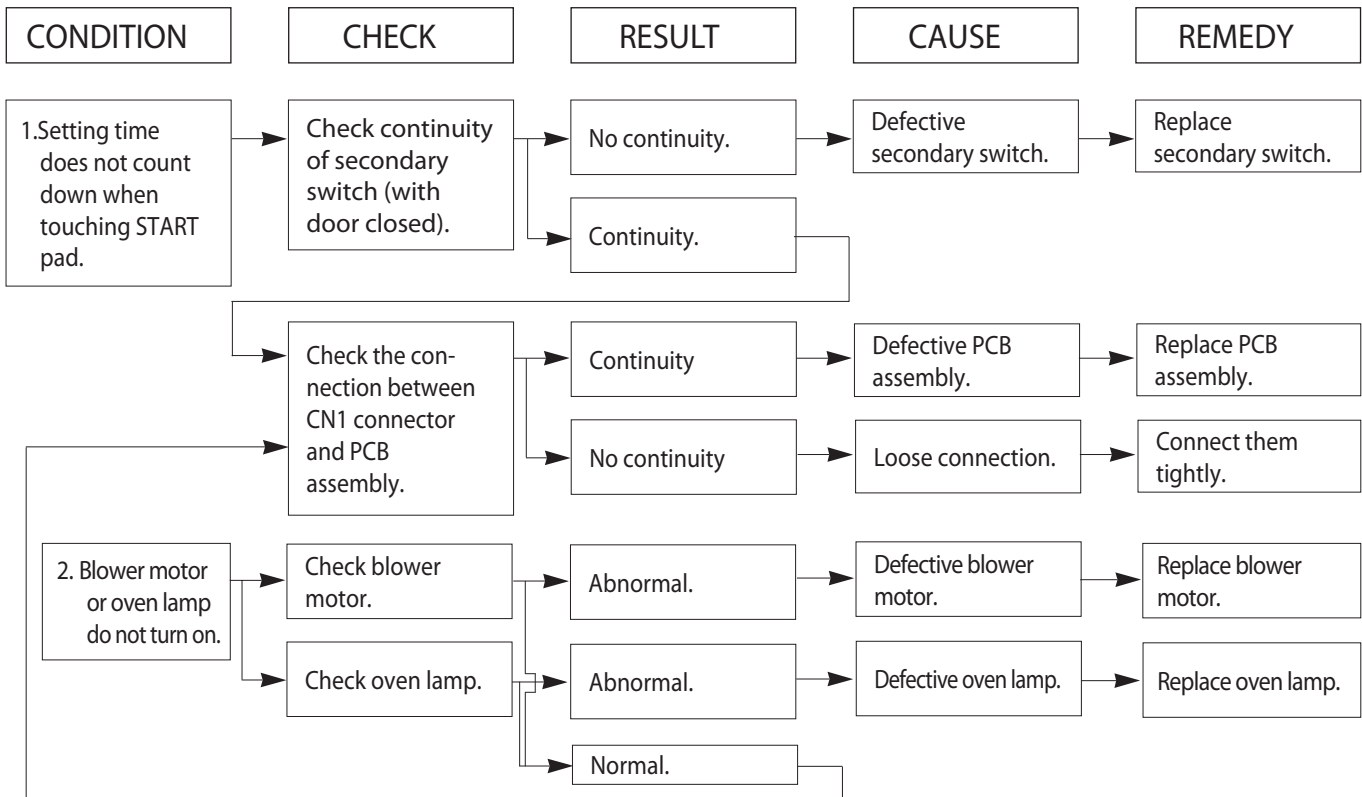 CONDITION
CHECK
RESULT
CAUSE
REMEDY
1.Setting time
does not count
down when
touching START
pad.
Check continuity
of secondary
switch (with
door closed).
No continuity.
Defective
secondary switch.
Replace
secondary switch.
Continuity.
Check the con-
nection between
CN1 connector
and PCB
assembly.
Continuity
Defective PCB
assembly.
Replace PCB
assembly.
No continuity
Loose connection.
Connect them
tightly.
2. Blower motor
or oven lamp
do not turn on.
Check blower
motor.
Abnormal.
Defective blower
motor.
Replace blower
motor.
Check oven lamp.
Abnormal.
Defective oven lamp.
Replace oven lamp.
Normal.